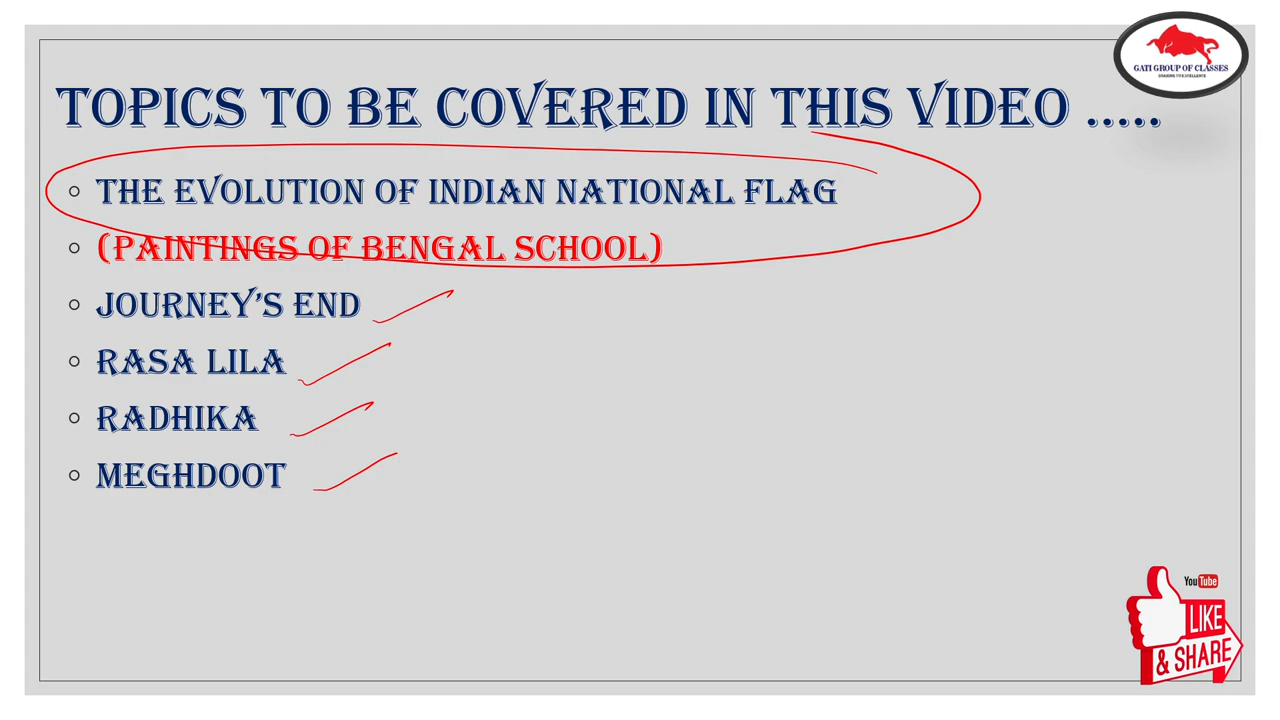 GATI GROUP OF CLASSES
TOPICS TO BE COVERED IN THIS VIDEO .....
THE EVOLUTION OF INDIAN NATIONAL FLAG
(PAINTINGS OF BENGAL SCHOOL)
JOURNEY'S END
RASA LILA
RADHIKA
MEGHDOOT
YouTube
LIKE
& SHARE